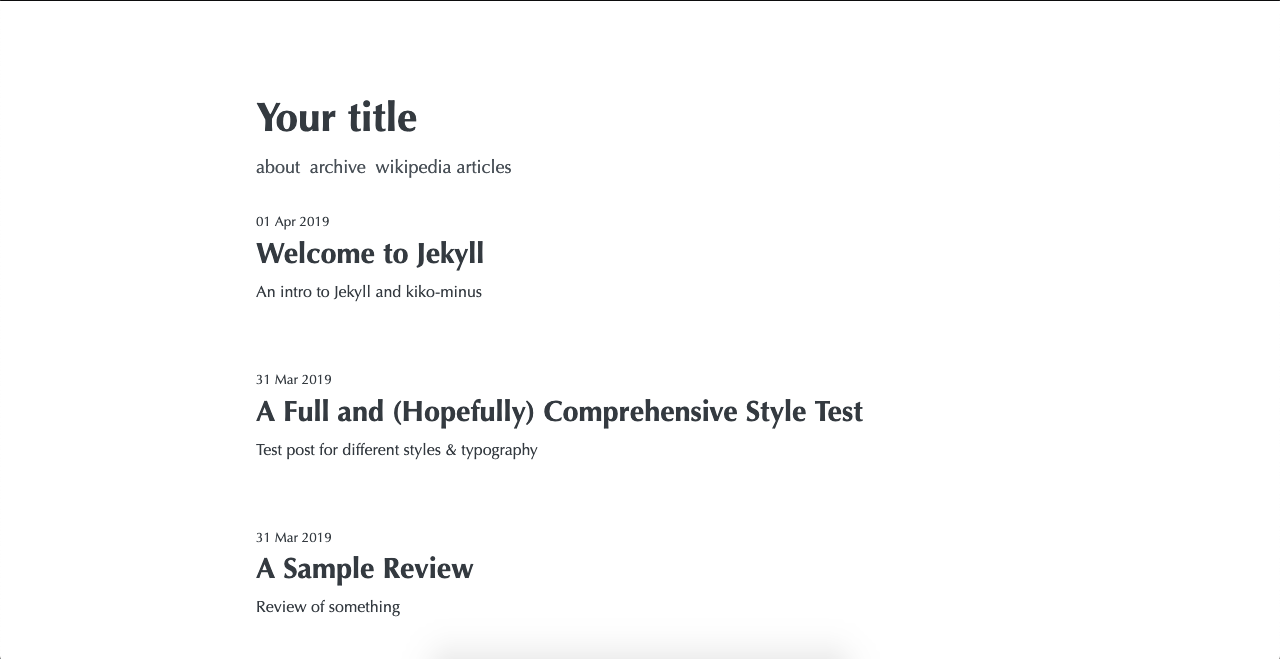 Your title
about archive wikipedia articles
01 Apr 2019
Welcome to Jekyll
An intro to Jekyll and kiko-minus
31 Mar 2019
A Full and (Hopefully) Comprehensive Style Test
Test post for different styles & typography
31 Mar 2019
A Sample Review
Review of something